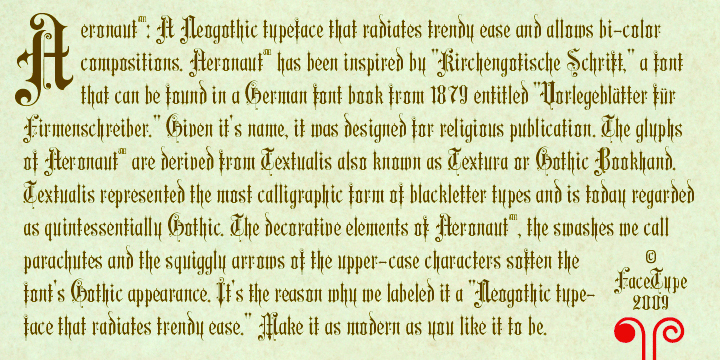 Aeronaut™: A Neogothic typeface that radiates trendy ease and allows bi-color
compositions. Aeronaut™ has been inspired by "Kirchengotische Schrift," a font
that can be found in a German font book from 1879 entitled "Vorlegeblätter für
Firmenschreiber." Given it's name, it was designed for religious publication. The glyphs
of Aeronaut™ are derived from Textualis also known as Textura or Gothic Bookhand.
Textualis represented the most calligraphic form of blackletter types and is today regarded
as quintessentially Gothic. The decorative elements of Aeronaut™, the swashes we call
parachutes and the squiggly arrows of the upper-case characters soften the
font's Gothic appearance. It's the reason why we labeled it a "Neogothic type-
face that radiates trendy ease." Make it as modern as you like it to be.
©
FaceType
2009